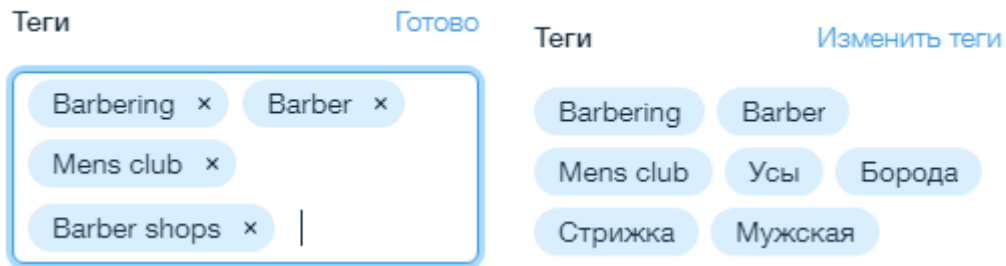 Теги Готово
Barbering × Barber ×
Mens club ×
Barber shops ×
Теги Изменить теги
Barbering Barber
Mens club Усы Борода
Стрижка Мужская